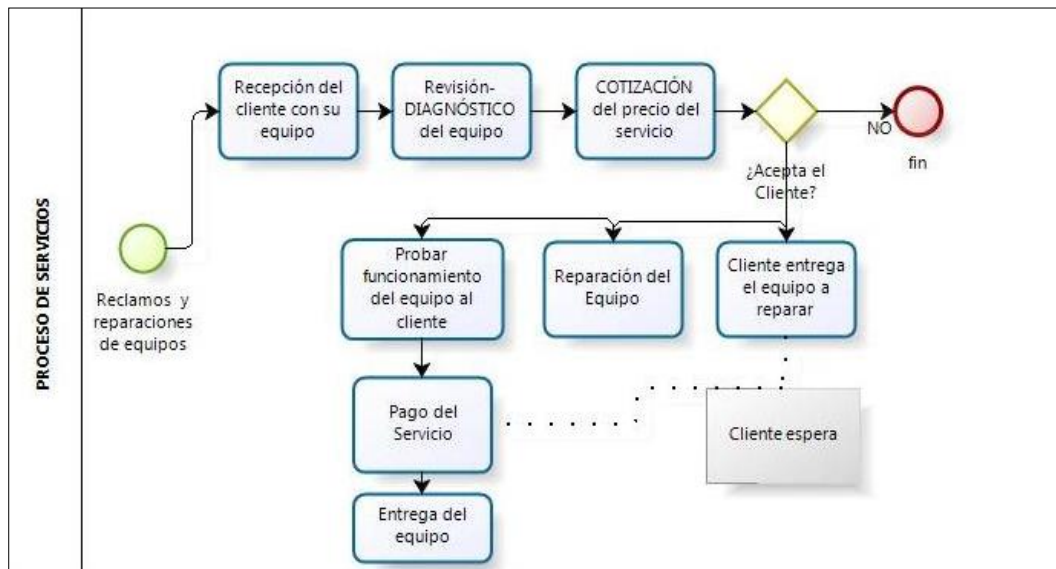 PROCESO DE SERVICIOS
Recepción del
cliente con su
equipo
Revisión-
DIAGNÓSTICO
del equipo
COTIZACIÓN
del precio del
servicio
NO
fin
¿Acepta el
Cliente?
Reclamos y
reparaciones
de equipos
Probar
funcionamiento
del equipo al
cliente
Reparación del
Equipo
Cliente entrega
el equipo a
reparar
Pago del
Servicio
Cliente espera
Entrega del
equipo